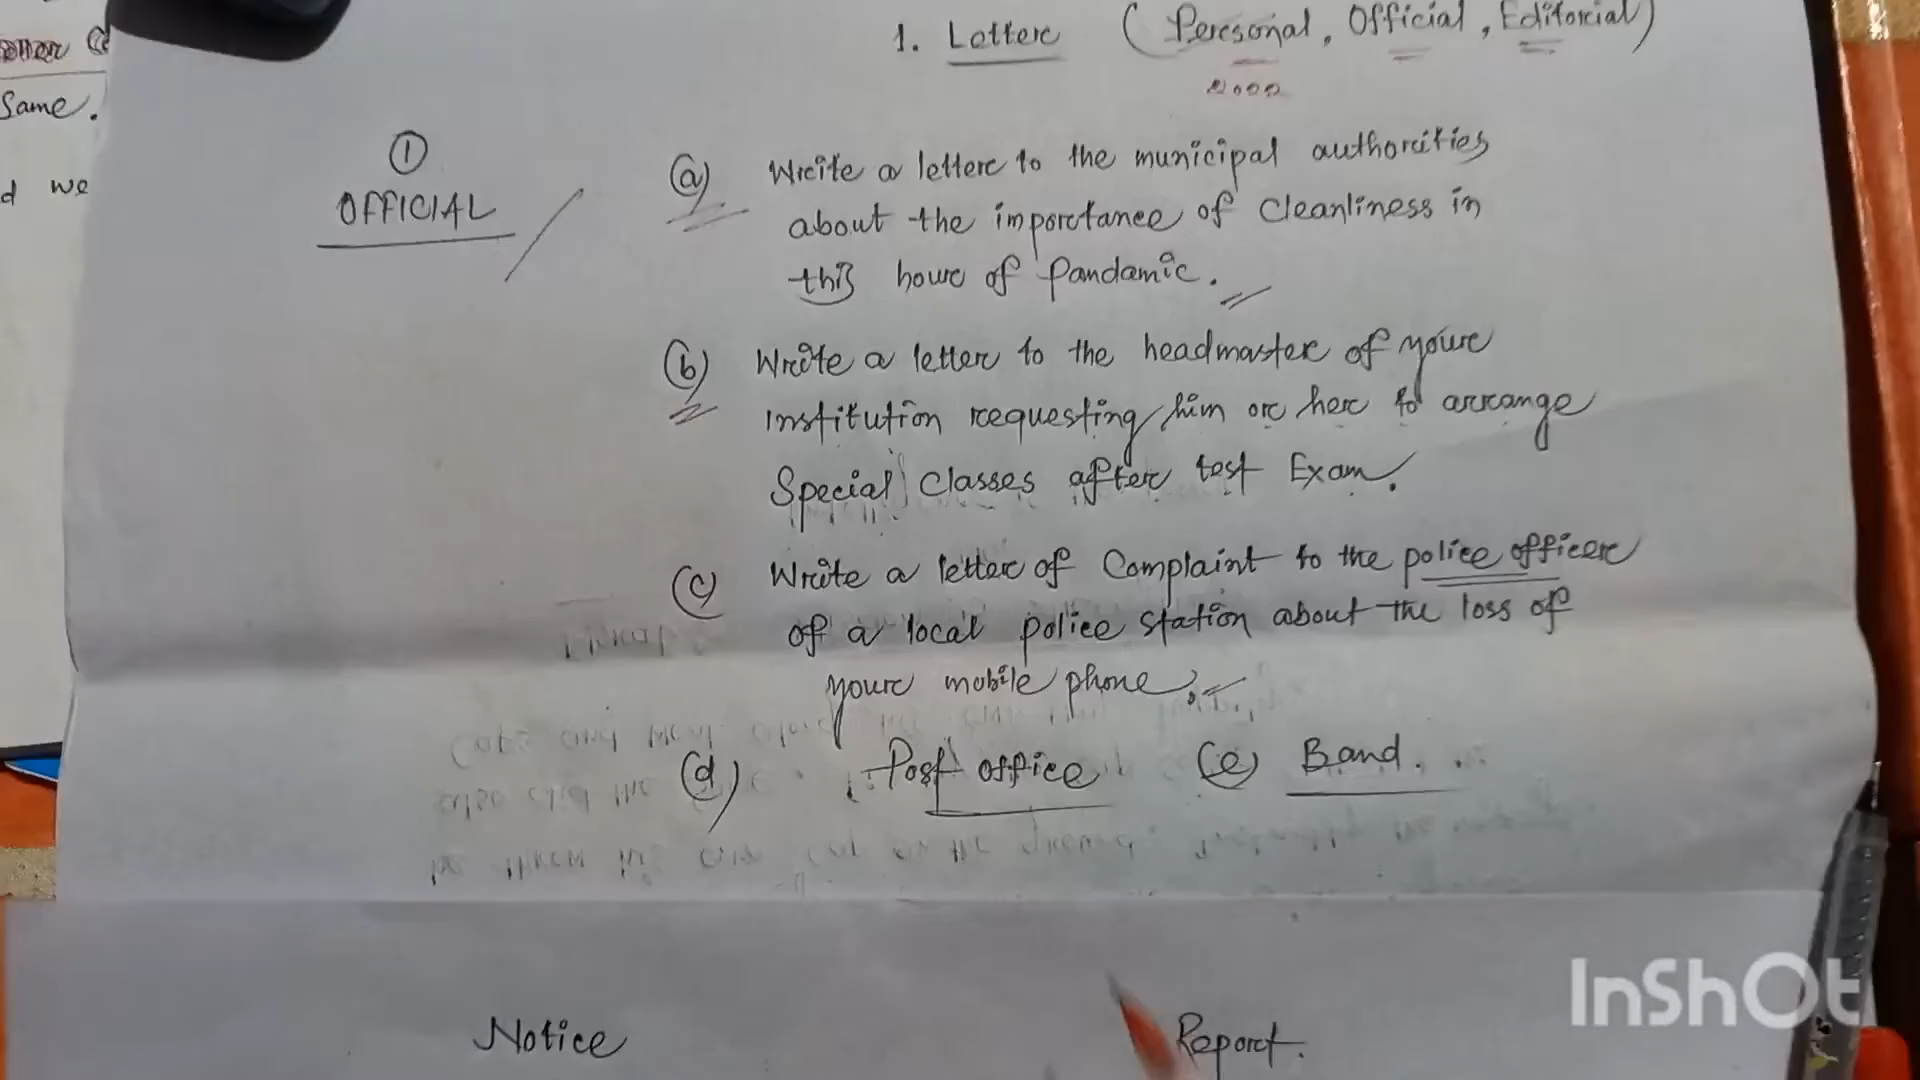 Same.
d we
1. Letter (Personal, Official, Editorial)
①
OFFICIAL
(a) Write a letter to the municipal authorities
about the importance of cleanliness in
this hour of Pandamic.
(b) Write a letter to the headmaster of your
institution requesting him or her to arrange
Special Classes after test Exam.
(c) Write a letter of Complaint to the police officer
of a local police station about the loss of
your mobile phone.
(d) Post office (e) Band.
Notice Report.
InShOt